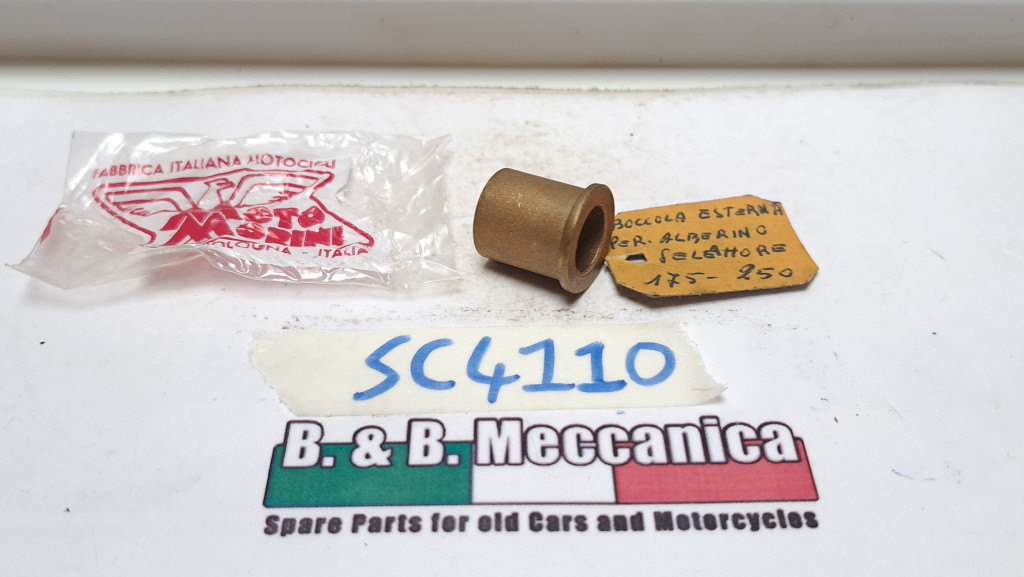 FABBRICA ITALIANA MOTOCICLI
MOTO
MORINI
BOLOGNA - ITALIA
BOCCOLA ESTERNA
PER. ALBERINO
SELETTORE
175 - 250
SC4110
B. & B. Meccanica
Spare Parts for old Cars and Motorcycles